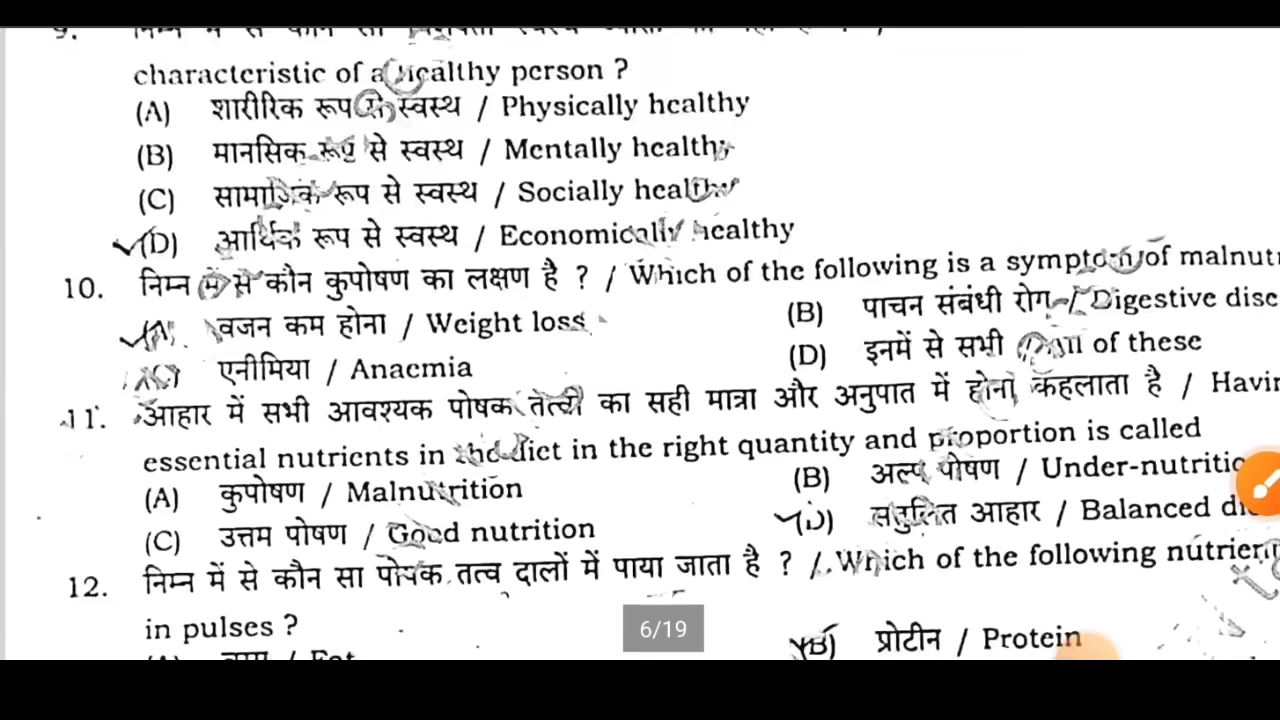 9.
characteristic of a healthy person ?
(A) शारीरिक रूप से स्वस्थ / Physically healthy
(B) मानसिक रूप से स्वस्थ / Mentally healthy
(C) सामाजिक रूप से स्वस्थ / Socially healthy
(D) आर्थिक रूप से स्वस्थ / Economically healthy
10. निम्न में से कौन कुपोषण का लक्षण है ? / Which of the following is a symptom of malnut
(A) वजन कम होना / Weight loss (B) पाचन संबंधी रोग / Digestive dise
(C) एनीमिया / Anaemia (D) इनमें से सभी / All of these
11. आहार में सभी आवश्यक पोषक तत्वों का सही मात्रा और अनुपात में होना कहलाता है / Havin
essential nutrients in the diet in the right quantity and proportion is called
(A) कुपोषण / Malnutrition (B) अल्प पोषण / Under-nutritio
(C) उत्तम पोषण / Good nutrition (D) संतुलित आहार / Balanced di
12. निम्न में से कौन सा पोषक तत्व दालों में पाया जाता है ? / Which of the following nutrient
in pulses ?
6/19
(B) प्रोटीन / Protein